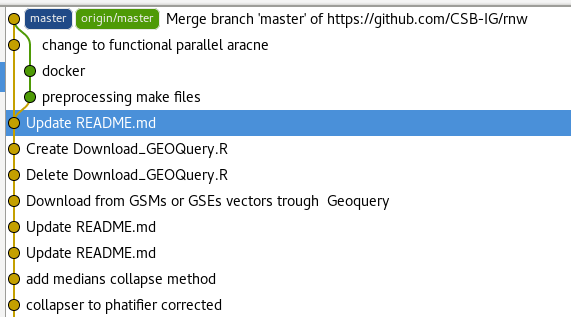 master origin/master Merge branch 'master' of https://github.com/CSB-IG/rnw
change to functional parallel aracne
docker
preprocessing make files
Update README.md
Create Download_GEOQuery.R
Delete Download_GEOQuery.R
Download from GSMs or GSEs vectors trough Geoquery
Update README.md
Update README.md
add medians collapse method
collapser to phatifier corrected